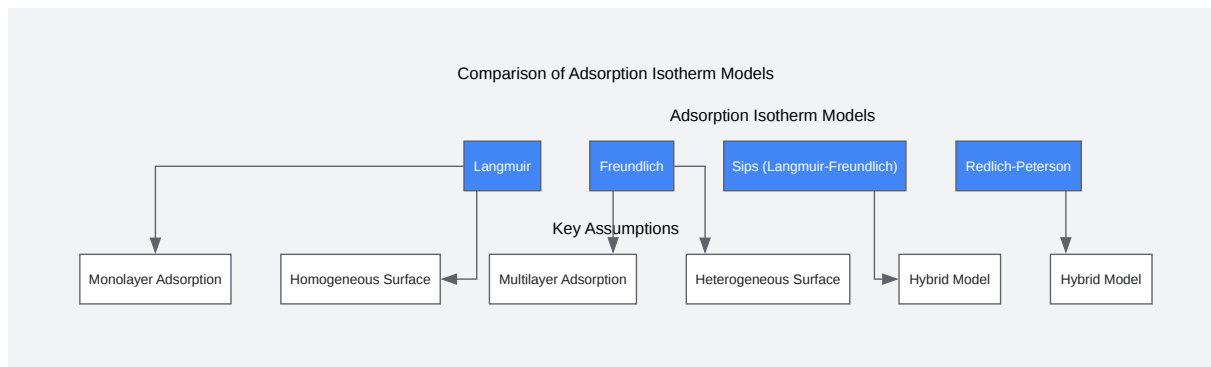 Comparison of Adsorption Isotherm Models
Adsorption Isotherm Models
Langmuir
Freundlich
Sips (Langmuir-Freundlich)
Redlich-Peterson
Key Assumptions
Monolayer Adsorption
Homogeneous Surface
Multilayer Adsorption
Heterogeneous Surface
Hybrid Model
Hybrid Model